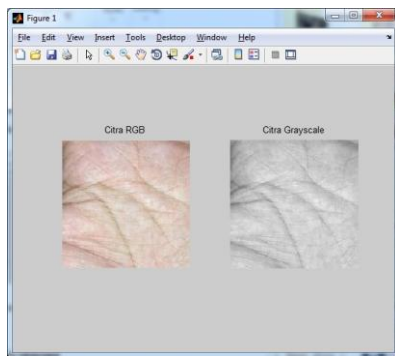 Figure 1
File Edit View Insert Tools Desktop Window Help
Citra RGB Citra Grayscale